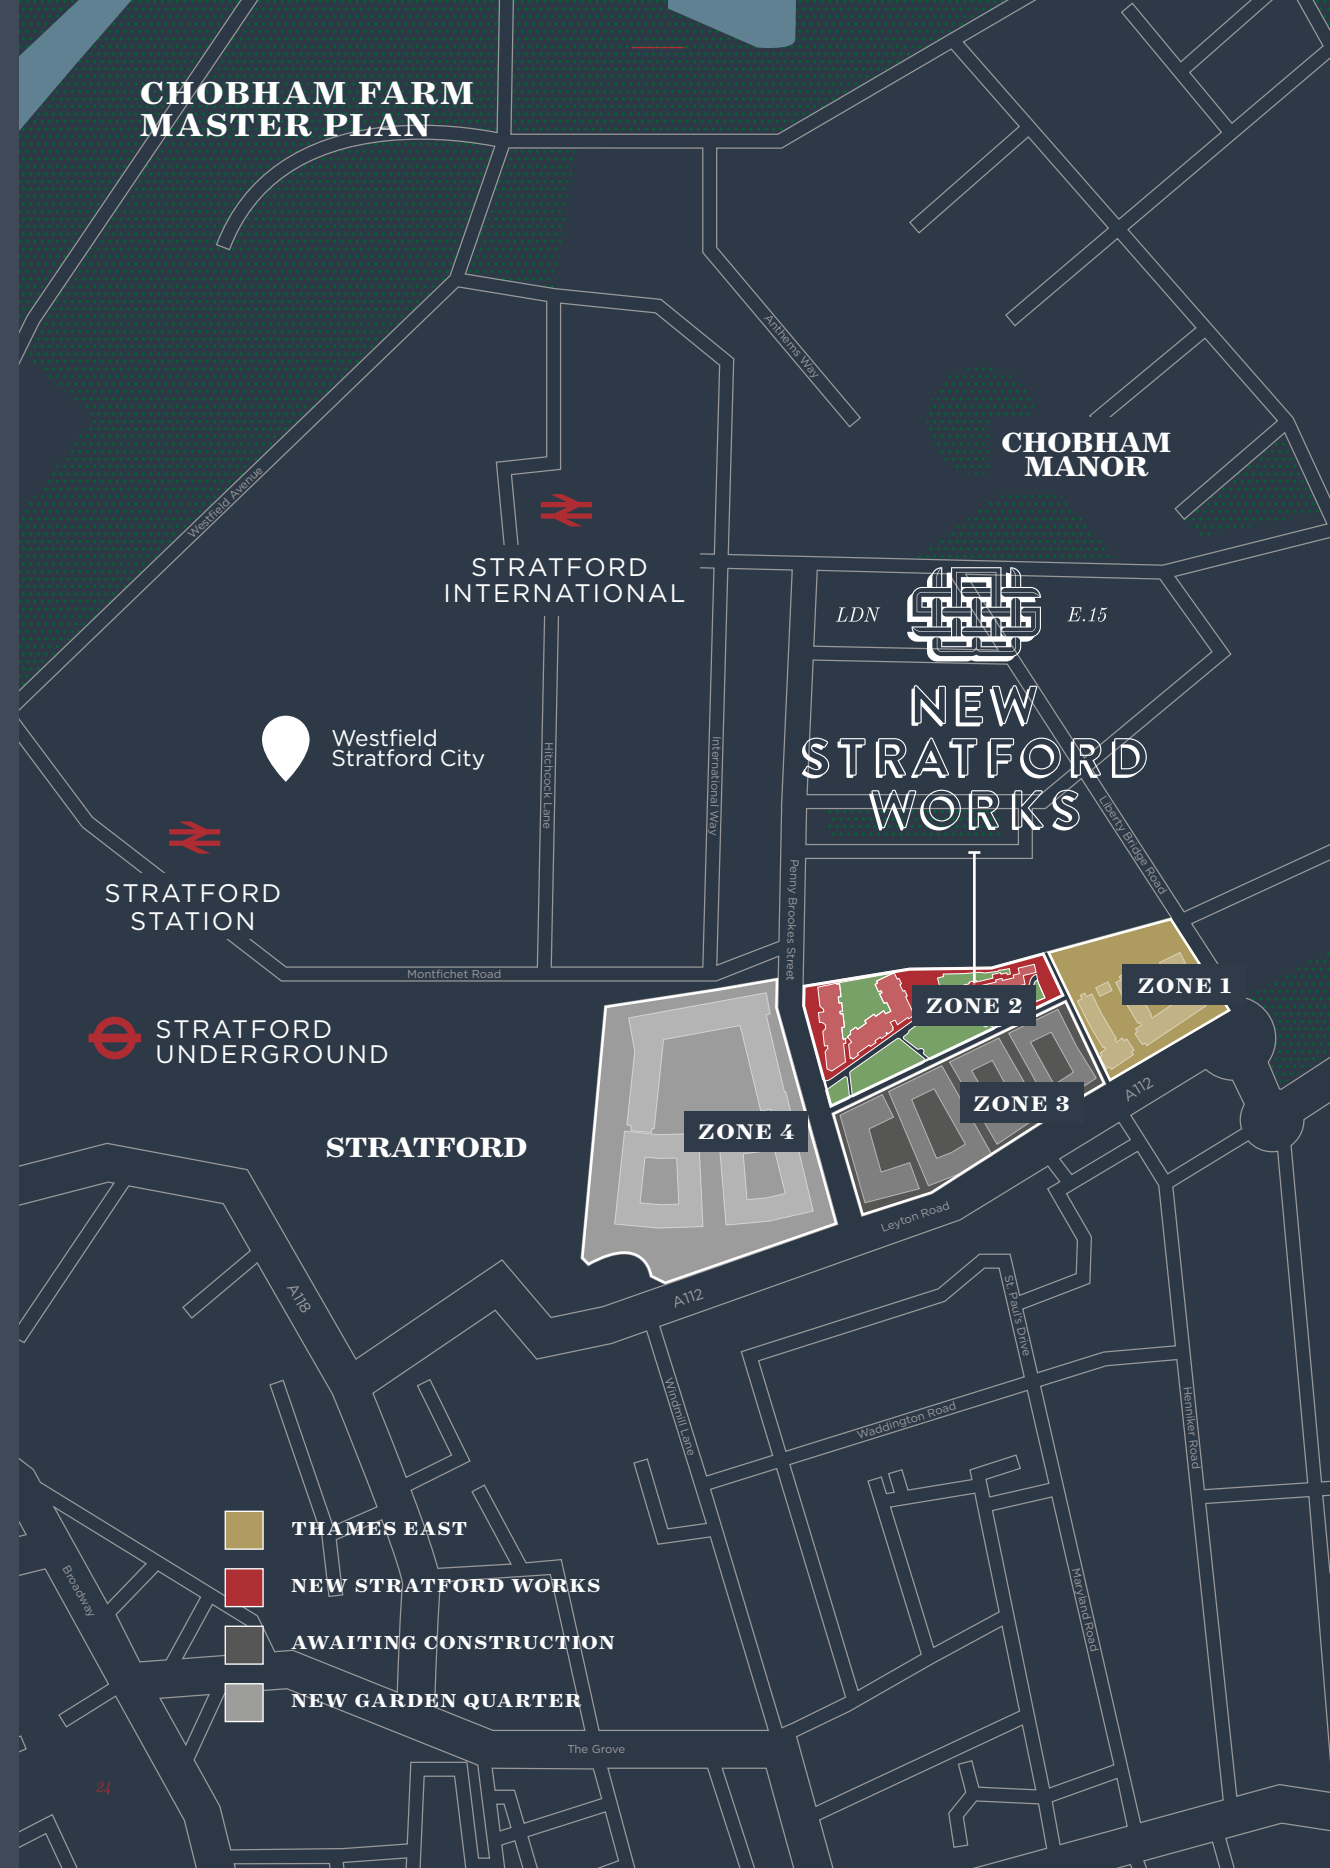 CHOBHAM FARM
MASTER PLAN
Anthems Way
CHOBHAM
MANOR
Westfield Avenue
STRATFORD
INTERNATIONAL
LDN
E.15
NEW
STRATFORD
WORKS
Westfield
Stratford City
Hitchcock Lane
International Way
Liberty Bridge Road
Penny Brookes Street
STRATFORD
STATION
Montfichet Road
STRATFORD
UNDERGROUND
ZONE 1
ZONE 2
ZONE 3
ZONE 4
A112
STRATFORD
Leyton Road
A112
A118
St. Paul's Drive
Windmill Lane
Waddington Road
Henniker Road
Maryland Road
Broadway
THAMES EAST
NEW STRATFORD WORKS
AWAITING CONSTRUCTION
NEW GARDEN QUARTER
The Grove
24